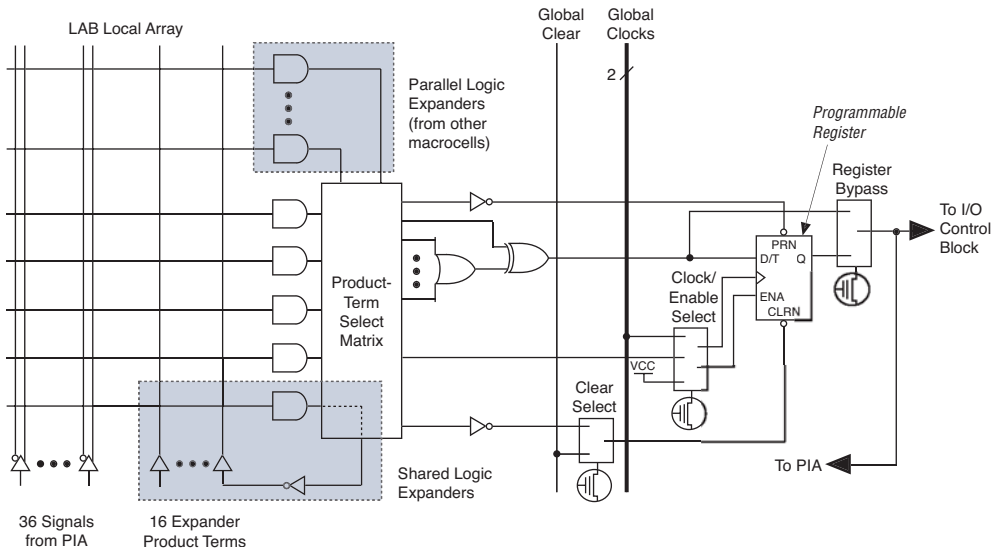 LAB Local Array
Global
Clear
Global
Clocks
2
Parallel Logic
Expanders
(from other
macrocells)
Programmable
Register
Register
Bypass
To I/O
Control
Block
PRN
D/T
Q
ENA
CLRN
Clock/
Enable
Select
Product-
Term
Select
Matrix
VCC
Clear
Select
To PIA
Shared Logic
Expanders
36 Signals
from PIA
16 Expander
Product Terms